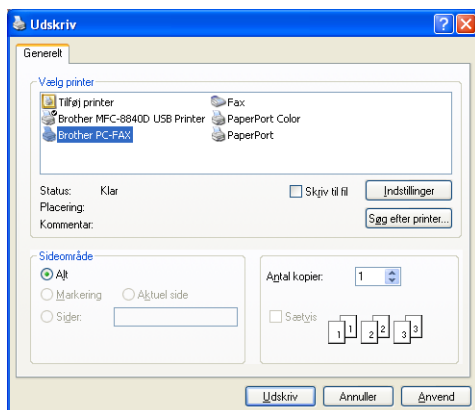 Udskriv
Generelt
Vælg printer
Tilføj printer
Fax
Brother MFC-8840D USB Printer
PaperPort Color
Brother PC-FAX
PaperPort
Status: Klar
Skriv til fil
Indstillinger
Placering:
Kommentar:
Søg efter printer...
Sideområde
Alt
Markering
Aktuel side
Sider:
Antal kopier: 1
Sætvis
1 1 2 2 3 3
Udskriv
Annuller
Anvend